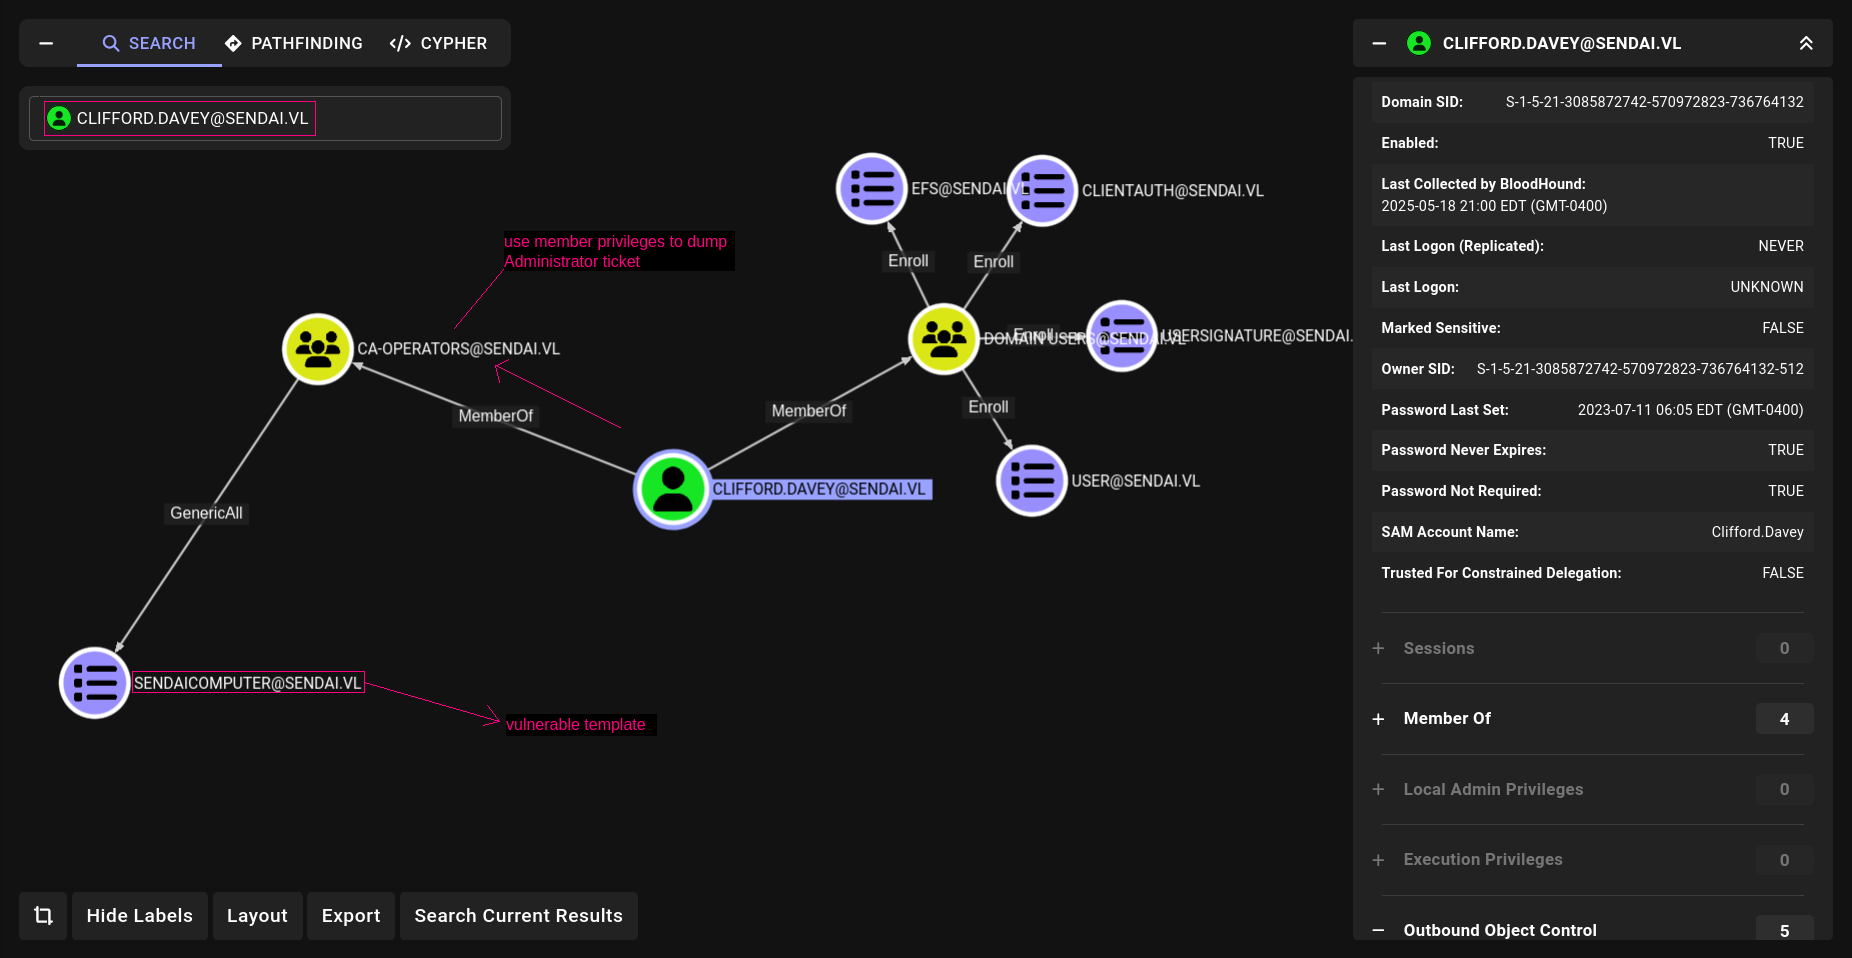 SEARCH
PATHFINDING
CYPHER
CLIFFORD.DAVEY@SENDAI.VL
EFS@SENDAI.VL
CLIENTAUTH@SENDAI.VL
use member privileges to dump
Administrator ticket
Enroll
Enroll
CA-OPERATORS@SENDAI.VL
DOMAIN USERS@SENDAI.VL
Enroll
USERSIGNATURE@SENDAI.
MemberOf
MemberOf
Enroll
CLIFFORD.DAVEY@SENDAI.VL
USER@SENDAI.VL
GenericAll
SENDAICOMPUTER@SENDAI.VL
vulnerable template
Hide Labels
Layout
Export
Search Current Results
CLIFFORD.DAVEY@SENDAI.VL
Domain SID: S-1-5-21-3085872742-570972823-736764132
Enabled: TRUE
Last Collected by BloodHound:
2025-05-18 21:00 EDT (GMT-0400)
Last Logon (Replicated): NEVER
Last Logon: UNKNOWN
Marked Sensitive: FALSE
Owner SID: S-1-5-21-3085872742-570972823-736764132-512
Password Last Set: 2023-07-11 06:05 EDT (GMT-0400)
Password Never Expires: TRUE
Password Not Required: TRUE
SAM Account Name: Clifford.Davey
Trusted For Constrained Delegation: FALSE
Sessions 0
Member Of 4
Local Admin Privileges 0
Execution Privileges 0
Outbound Object Control 5